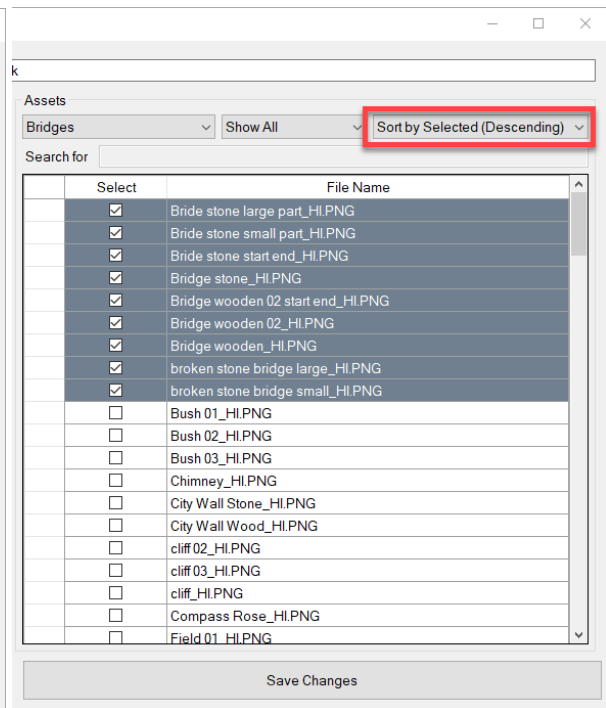 k
Assets
Bridges Show All Sort by Selected (Descending)
Search for
Select File Name
Bride stone large part_HI.PNG
Bride stone small part_HI.PNG
Bride stone start end_HI.PNG
Bridge stone_HI.PNG
Bridge wooden 02 start end_HI.PNG
Bridge wooden 02_HI.PNG
Bridge wooden_HI.PNG
broken stone bridge large_HI.PNG
broken stone bridge small_HI.PNG
Bush 01_HI.PNG
Bush 02_HI.PNG
Bush 03_HI.PNG
Chimney_HI.PNG
City Wall Stone_HI.PNG
City Wall Wood_HI.PNG
cliff 02_HI.PNG
cliff 03_HI.PNG
cliff_HI.PNG
Compass Rose_HI.PNG
Field 01_HI.PNG
Save Changes